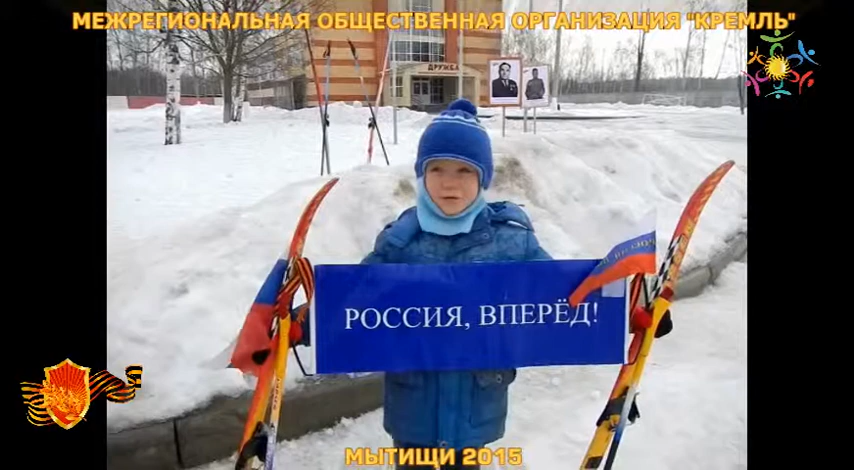 МЕЖРЕГИОНАЛЬНАЯ ОБЩЕСТВЕННАЯ ОРГАНИЗАЦИЯ "КРЕМЛЬ"
ДРУЖБА
РОССИЯ, ВПЕРЁД!
МЫТИЩИ 2015